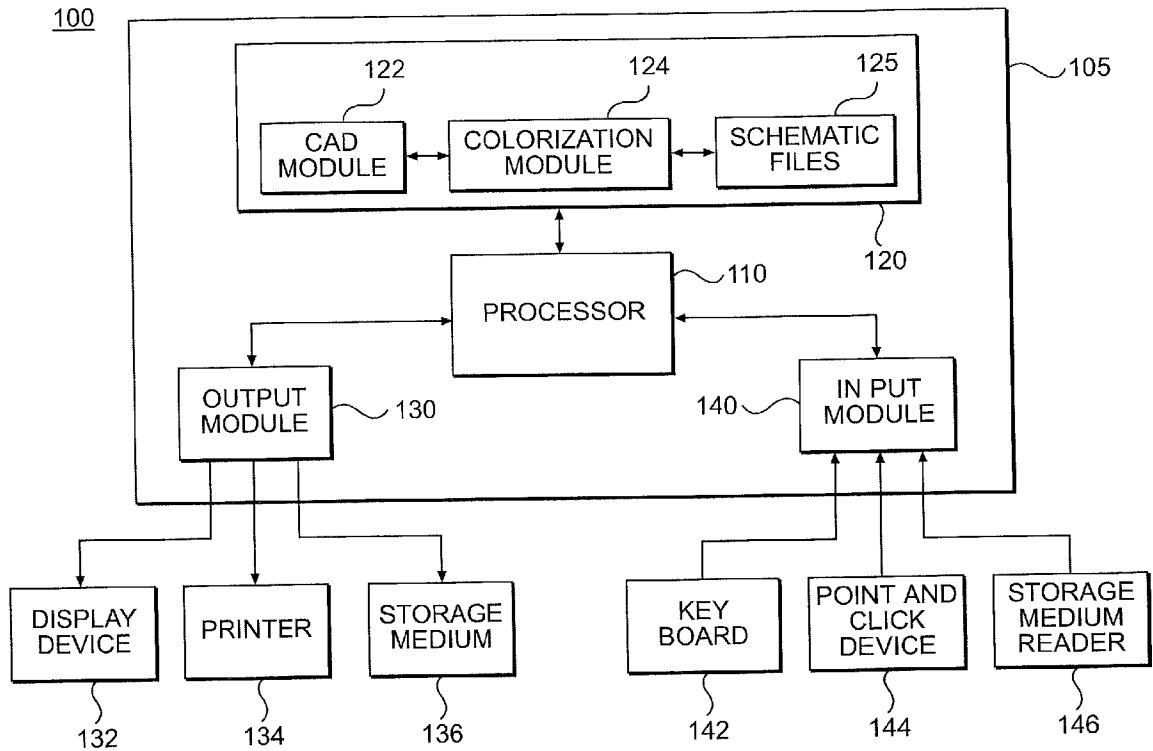 100
105
122
124
125
CAD
MODULE
COLORIZATION
MODULE
SCHEMATIC
FILES
120
110
PROCESSOR
OUTPUT
MODULE
130
140
IN PUT
MODULE
DISPLAY
DEVICE
PRINTER
STORAGE
MEDIUM
KEY
BOARD
POINT AND
CLICK
DEVICE
STORAGE
MEDIUM
READER
132
134
136
142
144
146